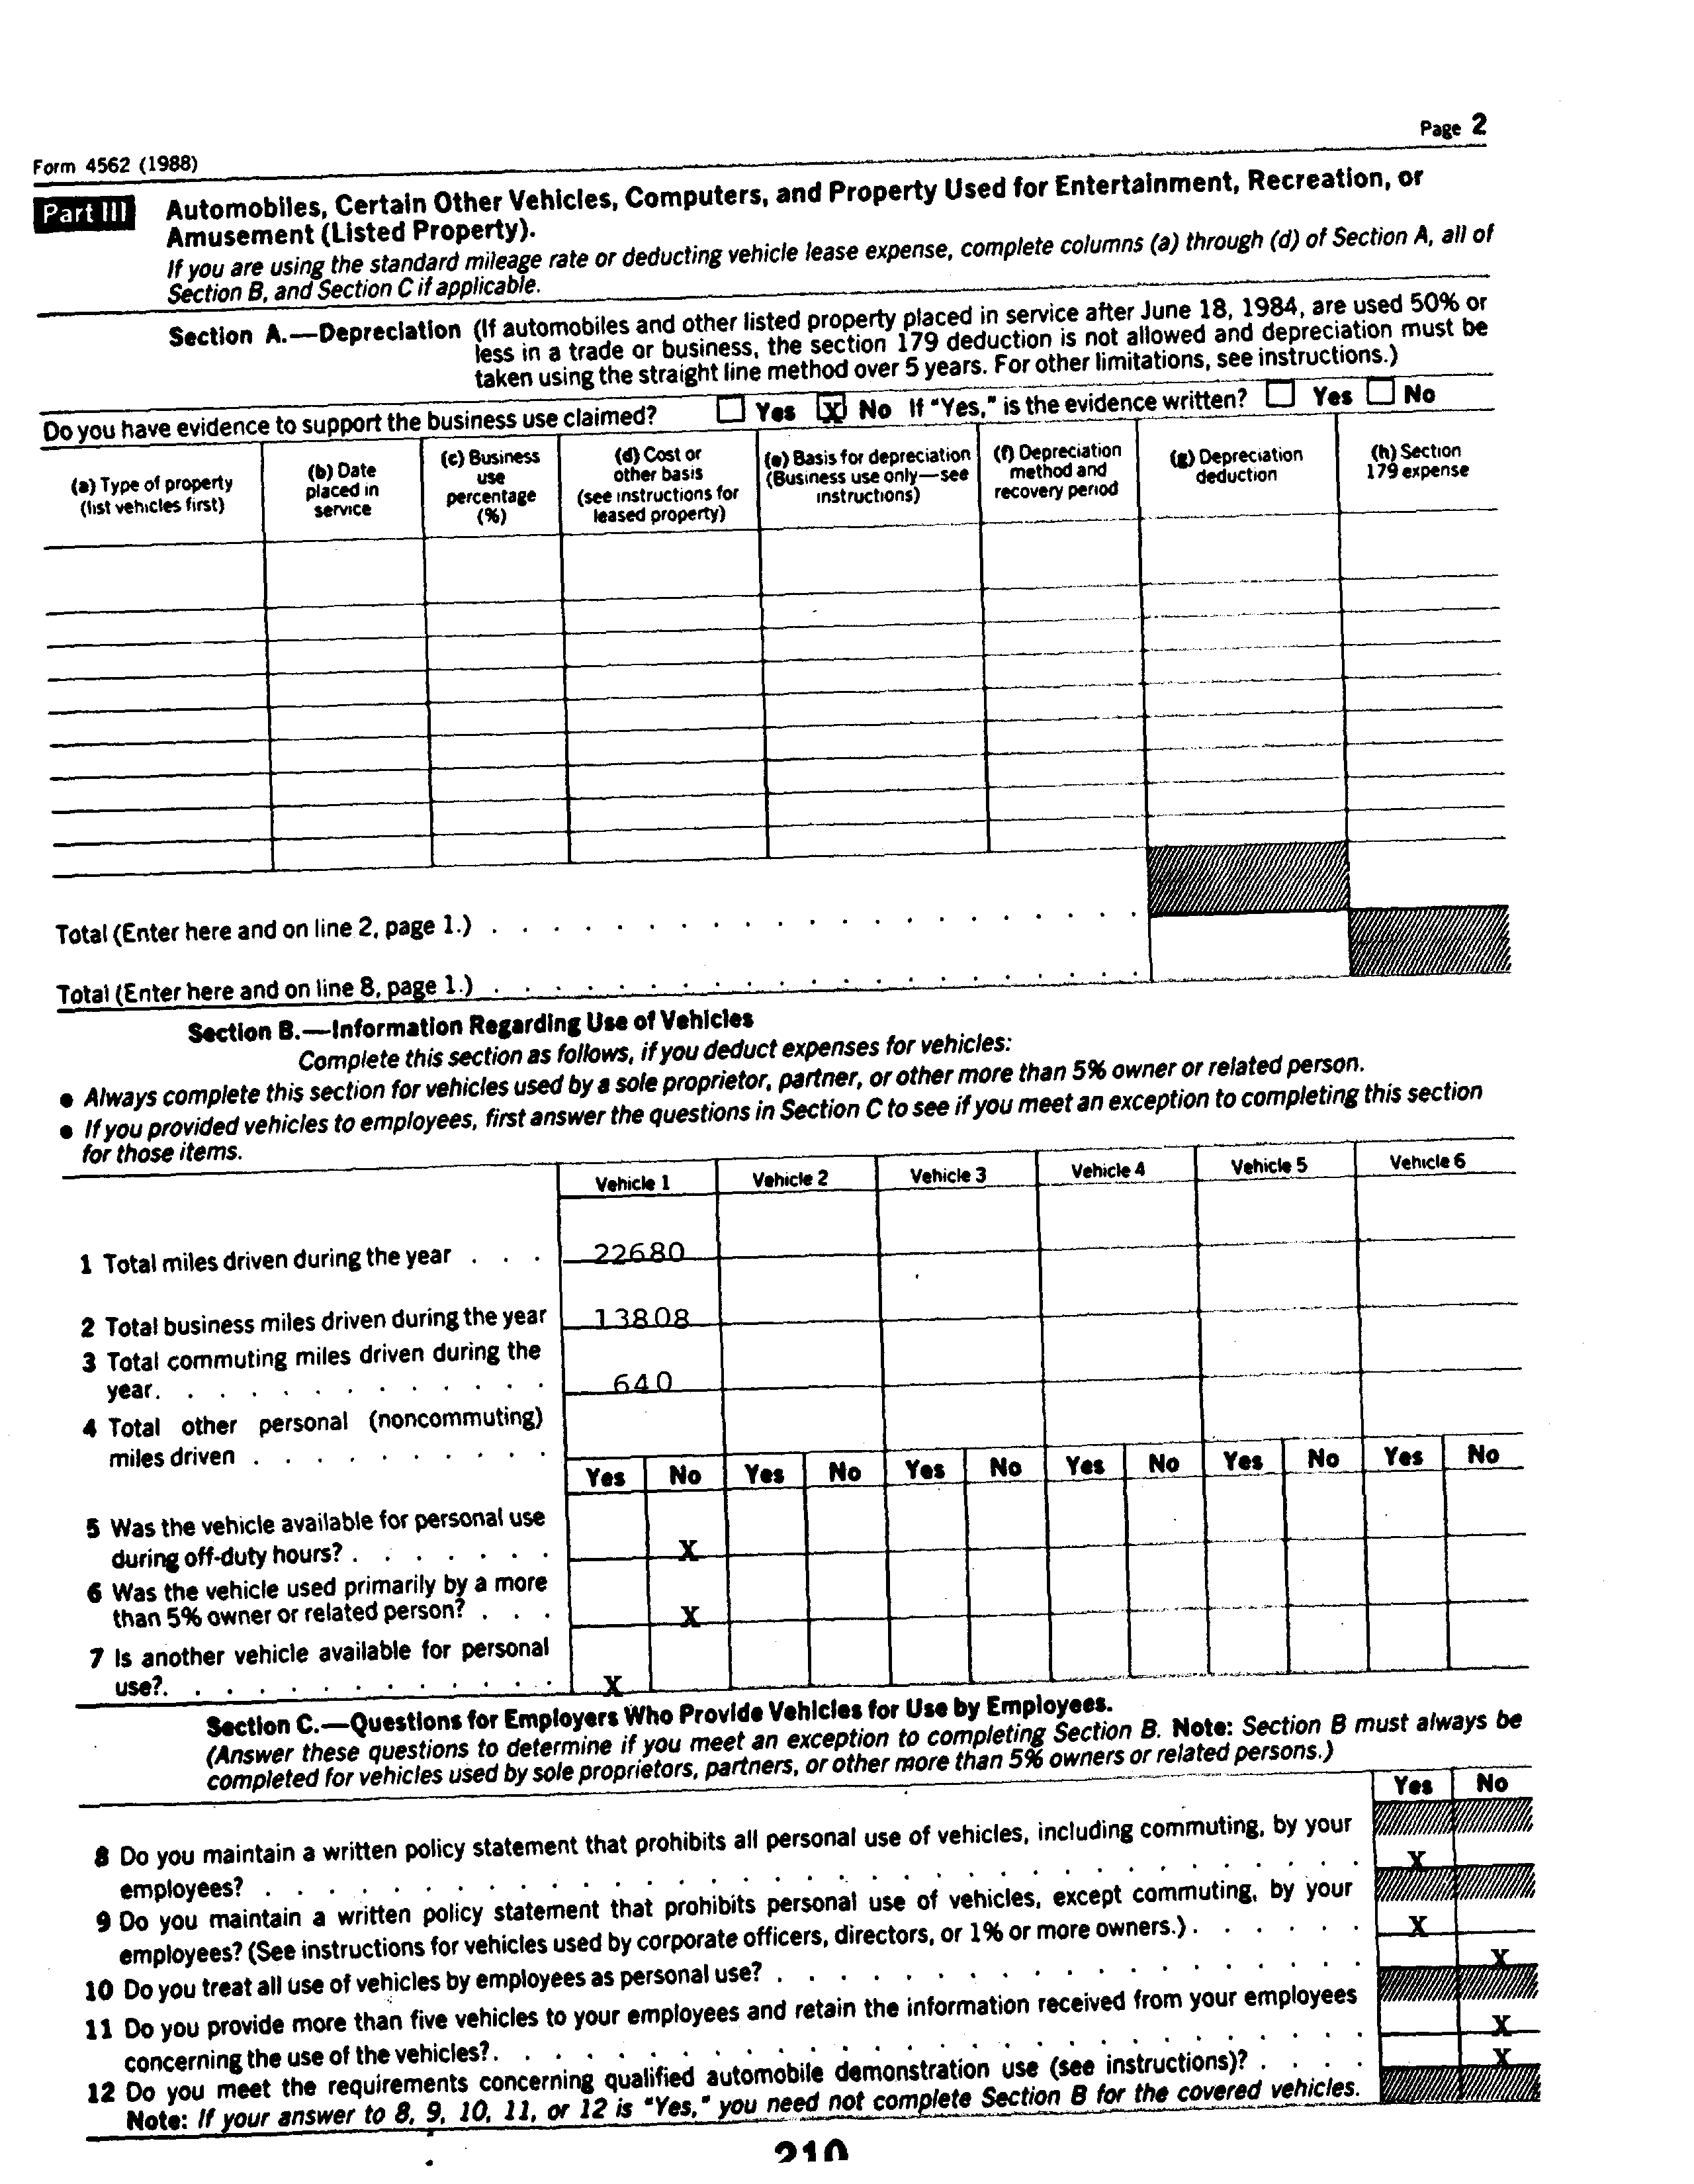 Page 2
Form 4562 (1988)
Part III Automobiles, Certain Other Vehicles, Computers, and Property Used for Entertainment, Recreation, or
Amusement (Listed Property).
If you are using the standard mileage rate or deducting vehicle lease expense, complete columns (a) through (d) of Section A, all of
Section B, and Section C if applicable.
Section A.—Depreciation (If automobiles and other listed property placed in service after June 18, 1984, are used 50% or
less in a trade or business, the section 179 deduction is not allowed and depreciation must be
taken using the straight line method over 5 years. For other limitations, see instructions.)
Do you have evidence to support the business use claimed? Yes X No If "Yes," is the evidence written? Yes No
(a) Type of property
(list vehicles first)
(b) Date
placed in
service
(c) Business
use
percentage
(%)
(d) Cost or
other basis
(see instructions for
leased property)
(e) Basis for depreciation
(Business use only—see
instructions)
(f) Depreciation
method and
recovery period
(g) Depreciation
deduction
(h) Section
179 expense
Total (Enter here and on line 2, page 1.) . . . . . . . . . . . . . . . . . . . . .
Total (Enter here and on line 8, page 1.) . . . . . . . . . . . . . . . . . . . . .
Section B.—Information Regarding Use of Vehicles
Complete this section as follows, if you deduct expenses for vehicles:
● Always complete this section for vehicles used by a sole proprietor, partner, or other more than 5% owner or related person.
● If you provided vehicles to employees, first answer the questions in Section C to see if you meet an exception to completing this section
for those items.
Vehicle 1 Vehicle 2 Vehicle 3 Vehicle 4 Vehicle 5 Vehicle 6
1 Total miles driven during the year . . . 22680
2 Total business miles driven during the year 13808
3 Total commuting miles driven during the
year. . . . . . . . . . . . . 640
4 Total other personal (noncommuting)
miles driven . . . . . . . . . .
Yes No Yes No Yes No Yes No Yes No Yes No
5 Was the vehicle available for personal use
during off-duty hours? . . . . . . . X
6 Was the vehicle used primarily by a more
than 5% owner or related person? . . . X
7 Is another vehicle available for personal
use?. . . . . . . . . . . . . X
Section C.—Questions for Employers Who Provide Vehicles for Use by Employees.
(Answer these questions to determine if you meet an exception to completing Section B. Note: Section B must always be
completed for vehicles used by sole proprietors, partners, or other more than 5% owners or related persons.)
Yes No
8 Do you maintain a written policy statement that prohibits all personal use of vehicles, including commuting, by your
employees? . . . . . . . . . . . . . . . . . . . . . . . . . . . . . . . . . . X
9 Do you maintain a written policy statement that prohibits personal use of vehicles, except commuting, by your
employees? (See instructions for vehicles used by corporate officers, directors, or 1% or more owners.) . . . . . . X
10 Do you treat all use of vehicles by employees as personal use? . . . . . . . . . . . . . . . . . . . X
11 Do you provide more than five vehicles to your employees and retain the information received from your employees
concerning the use of the vehicles?. . . . . . . . . . . . . . . . . . . . . . . . . . . X
12 Do you meet the requirements concerning qualified automobile demonstration use (see instructions)? . . . . X
Note: If your answer to 8, 9, 10, 11, or 12 is "Yes," you need not complete Section B for the covered vehicles.
210